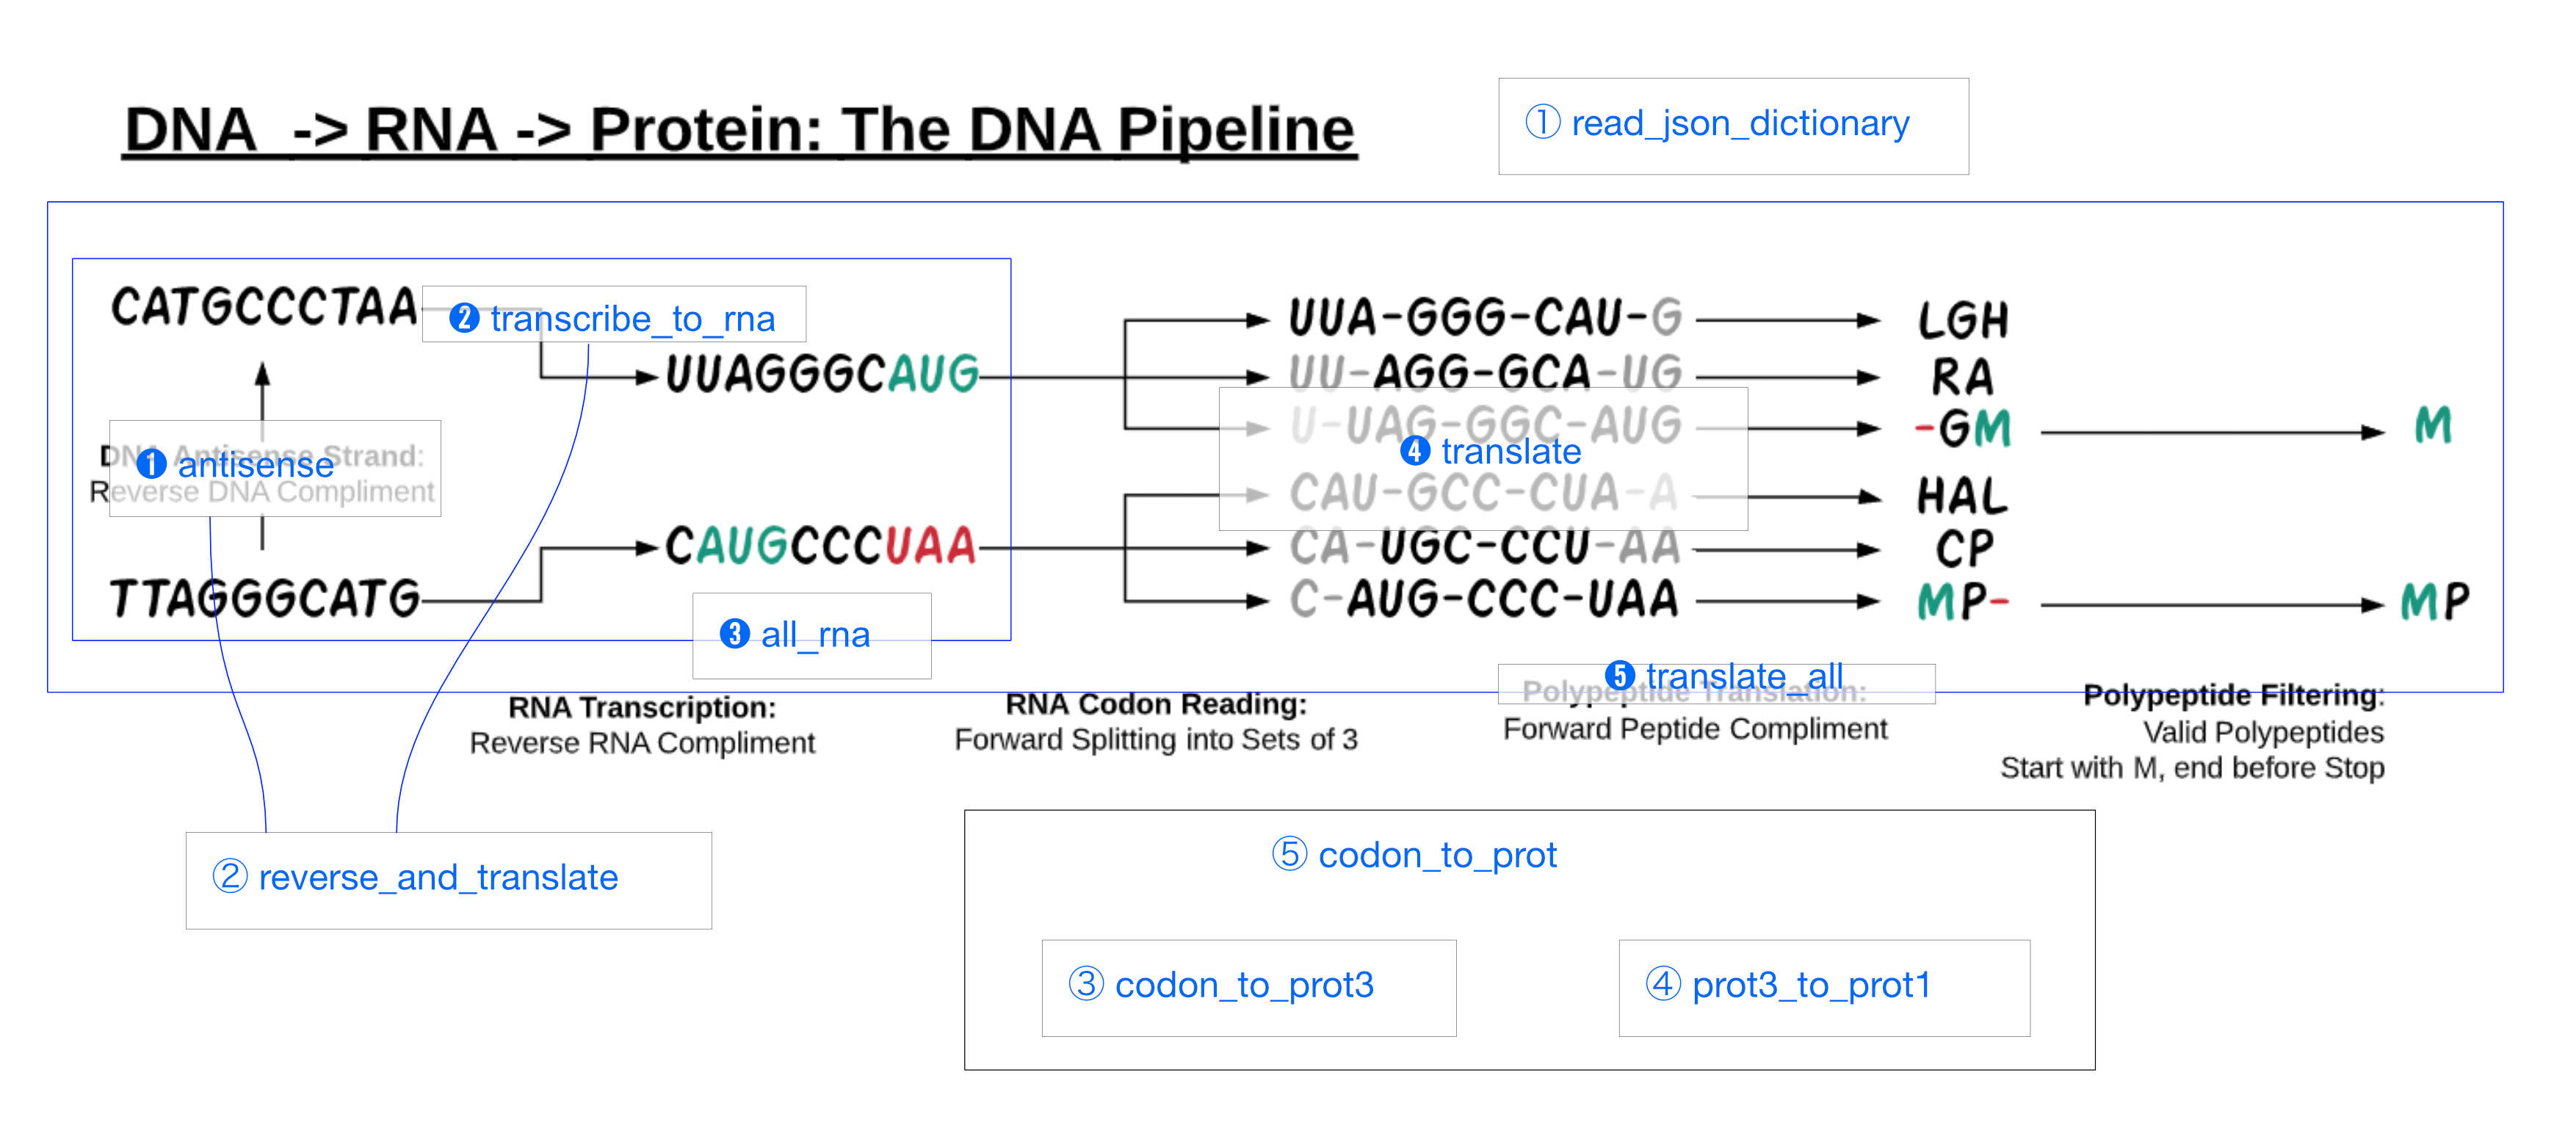 DNA -> RNA -> Protein: The DNA Pipeline
① read_json_dictionary
CATGCCCTAA
❷ transcribe_to_rna
UUAGGGCAUG
DNA Antisense Strand:
❶ antisense
Reverse DNA Compliment
TTAGGGCATG
CAUGCCCUAA
❸ all_rna
UUA-GGG-CAU-G
UU-AGG-GCA-UG
U-UAG-GGC-AUG
❹ translate
CAU-GCC-CUA-A
CA-UGC-CCU-AA
C-AUG-CCC-UAA
LGH
RA
-GM
HAL
CP
MP-
M
MP
❺ translate_all
RNA Transcription:
Reverse RNA Compliment
RNA Codon Reading:
Forward Splitting into Sets of 3
Polypeptide Translation:
Forward Peptide Compliment
Polypeptide Filtering:
Valid Polypeptides
Start with M, end before Stop
② reverse_and_translate
⑤ codon_to_prot
③ codon_to_prot3
④ prot3_to_prot1